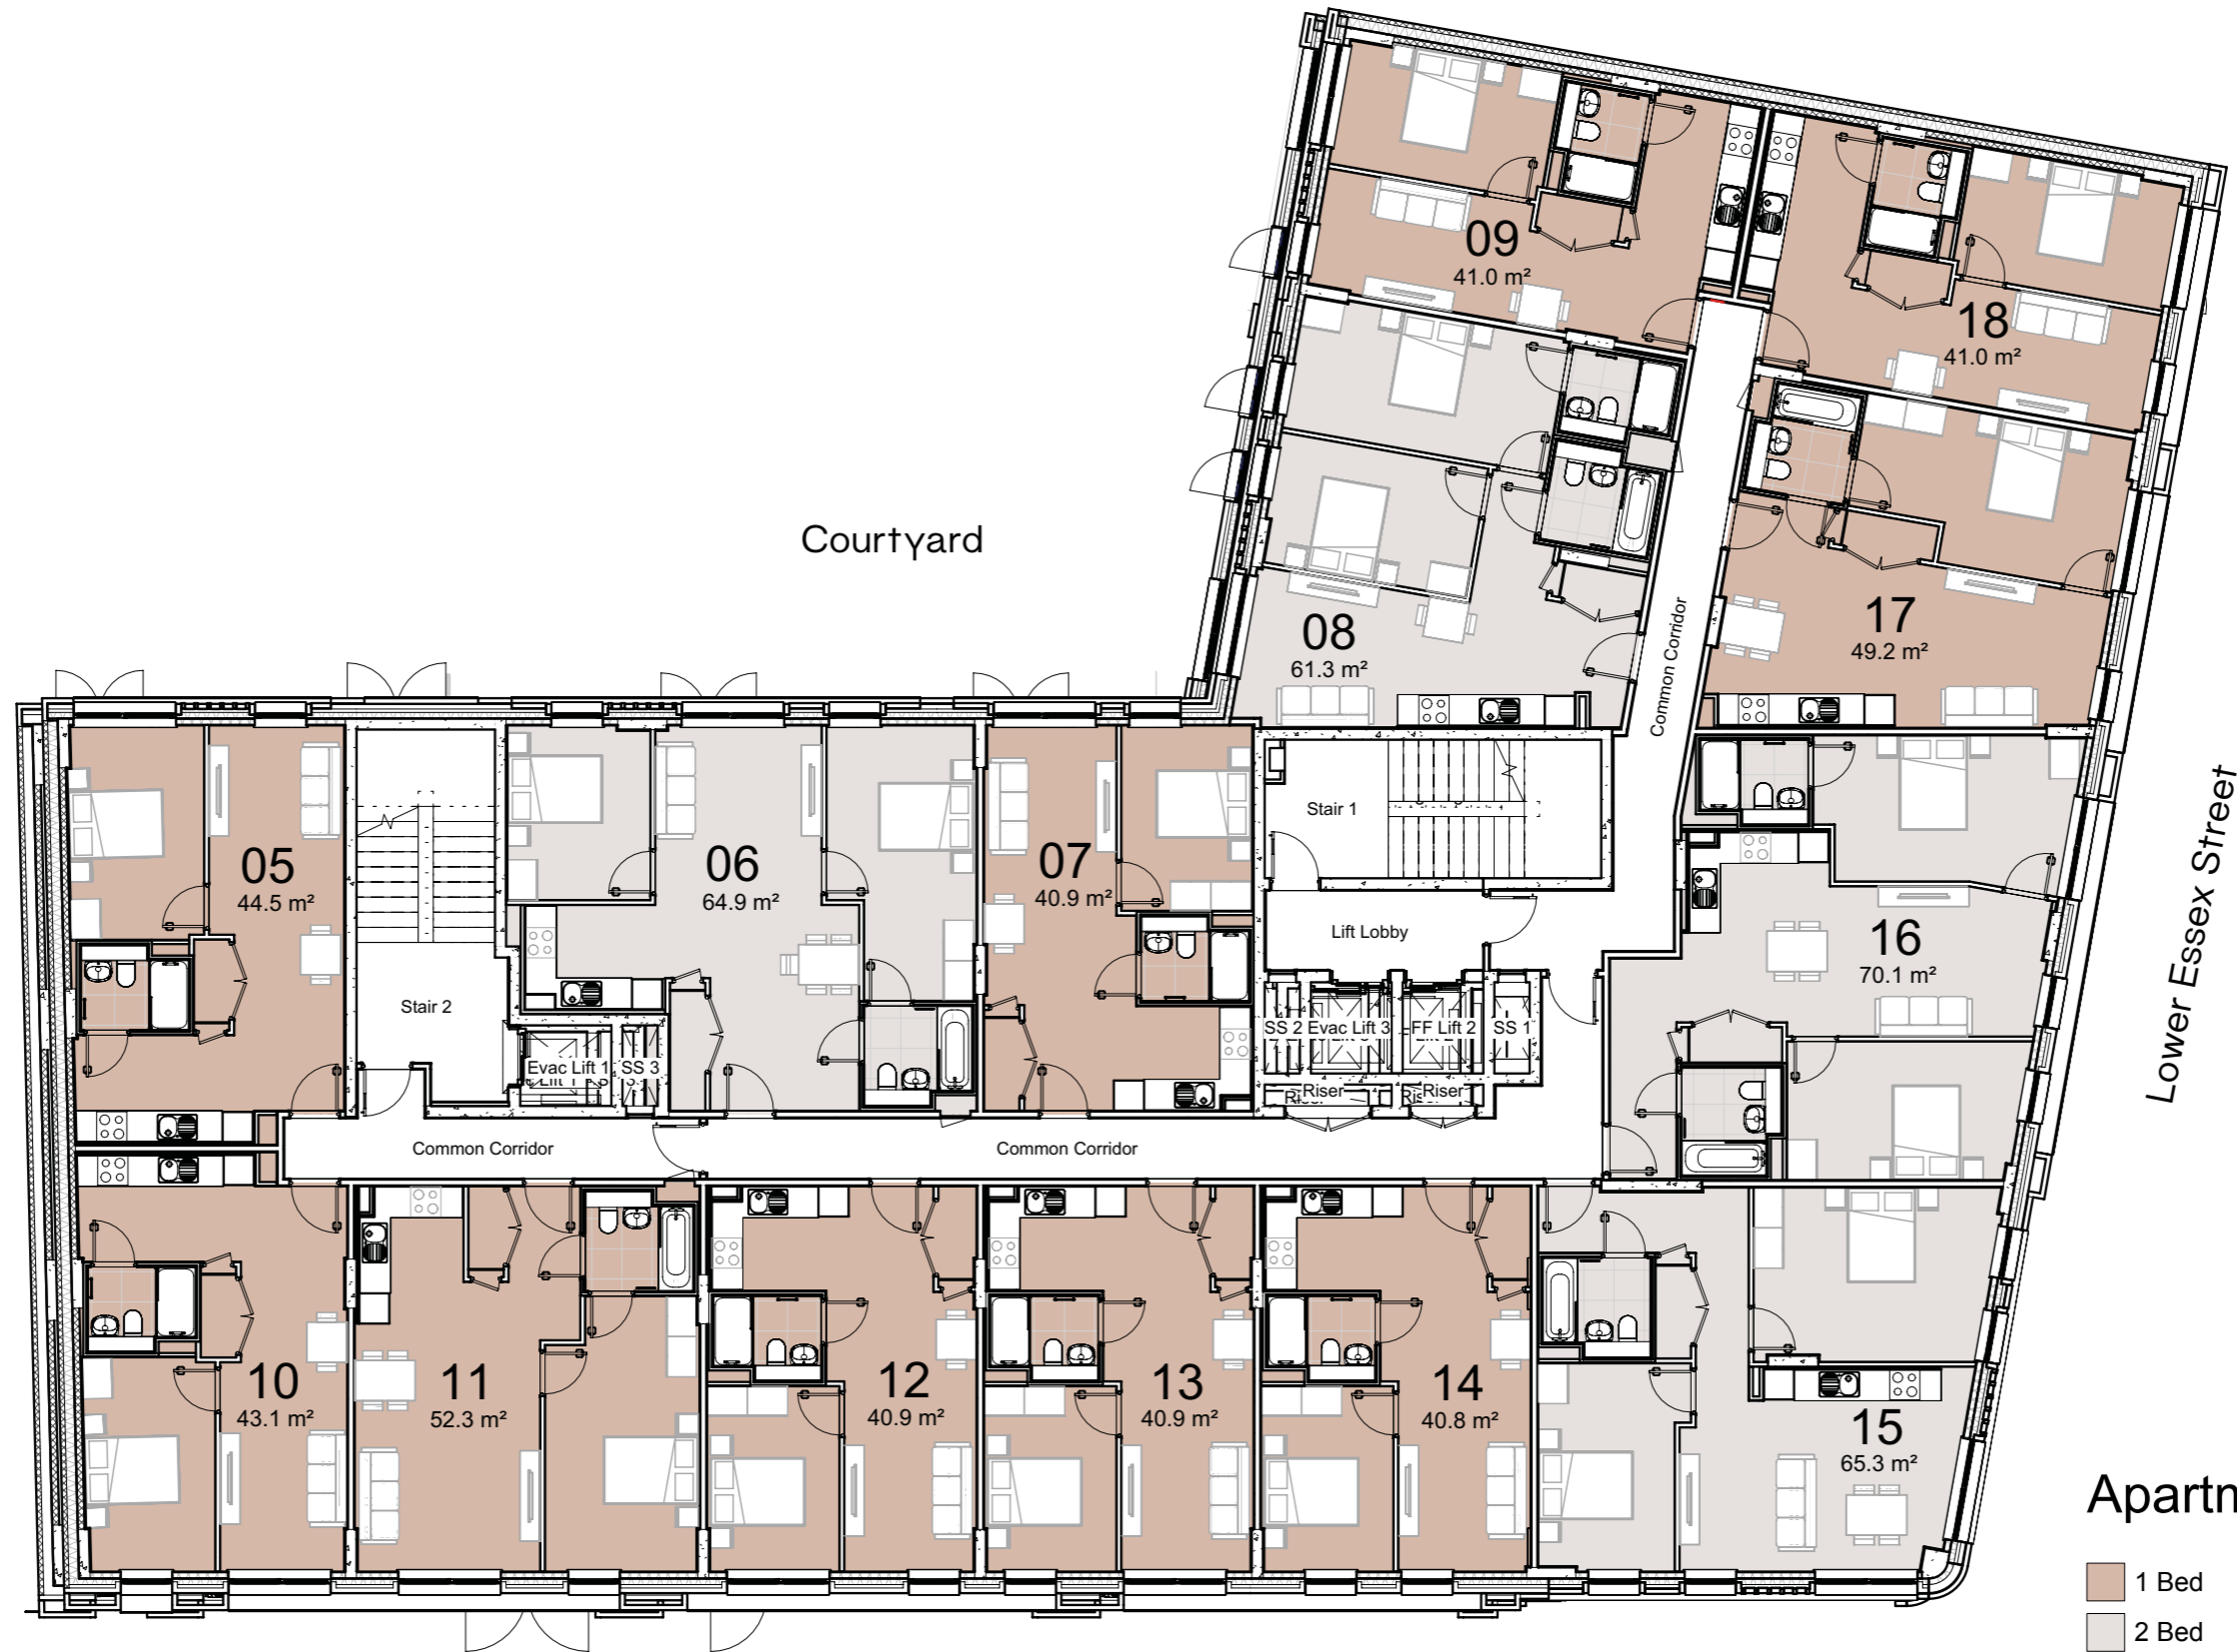 09
41.0 m²
18
41.0 m²
Courtyard
08
61.3 m²
Common Corridor
17
49.2 m²
Lower Essex Street
05
44.5 m²
06
64.9 m²
07
40.9 m²
Stair 1
Lift Lobby
16
70.1 m²
Stair 2
Evac Lift 1
SS 3
SS 2
Evac Lift 3
FF Lift 2
SS 1
Riser
Riser
Common Corridor
Common Corridor
10
43.1 m²
11
52.3 m²
12
40.9 m²
13
40.9 m²
14
40.8 m²
15
65.3 m²
1 Bed
2 Bed